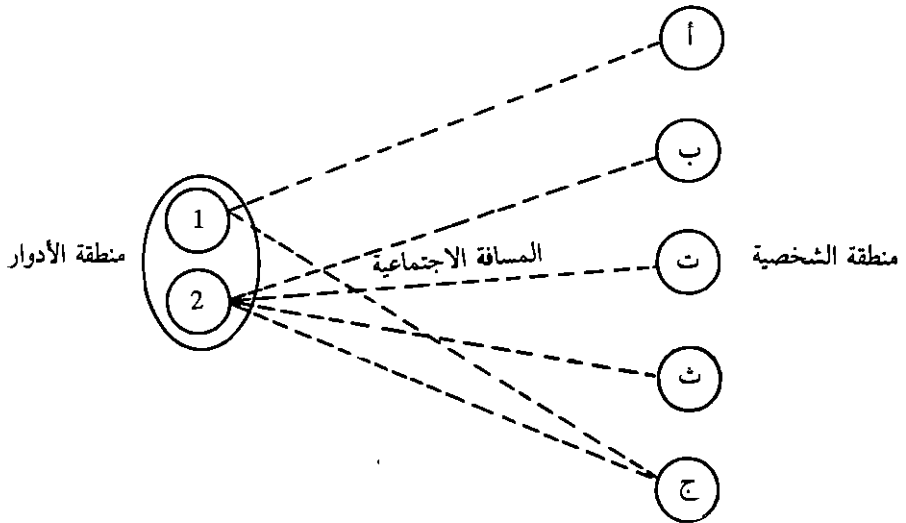 أ
ب
1
المسافة الاجتماعية
منطقة الشخصية
ت
منطقة الأدوار
2
ث
ج